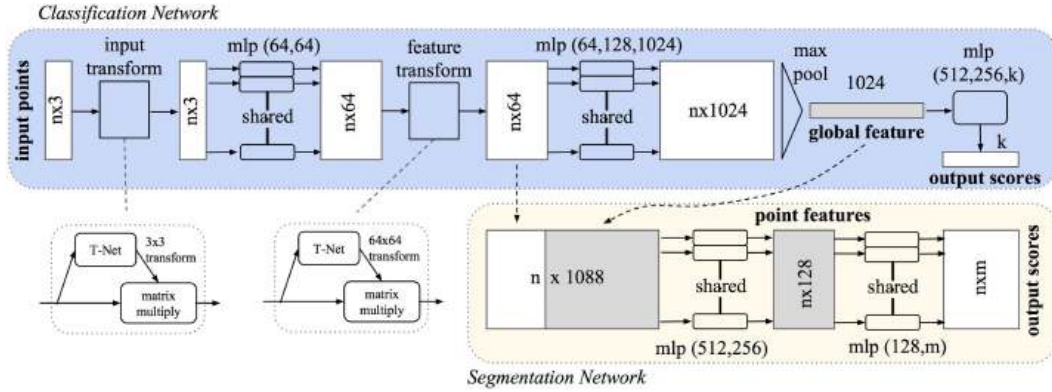 Classification Network
input points
nx3
input
transform
nx3
mlp (64,64)
shared
nx64
feature
transform
nx64
mlp (64,128,1024)
shared
nx1024
max
pool
1024
global feature
mlp
(512,256,k)
k
output scores
T-Net
3x3
transform
matrix
multiply
T-Net
64x64
transform
matrix
multiply
point features
n x 1088
shared
mlp (512,256)
nx128
shared
mlp (128,m)
nxm
output scores
Segmentation Network